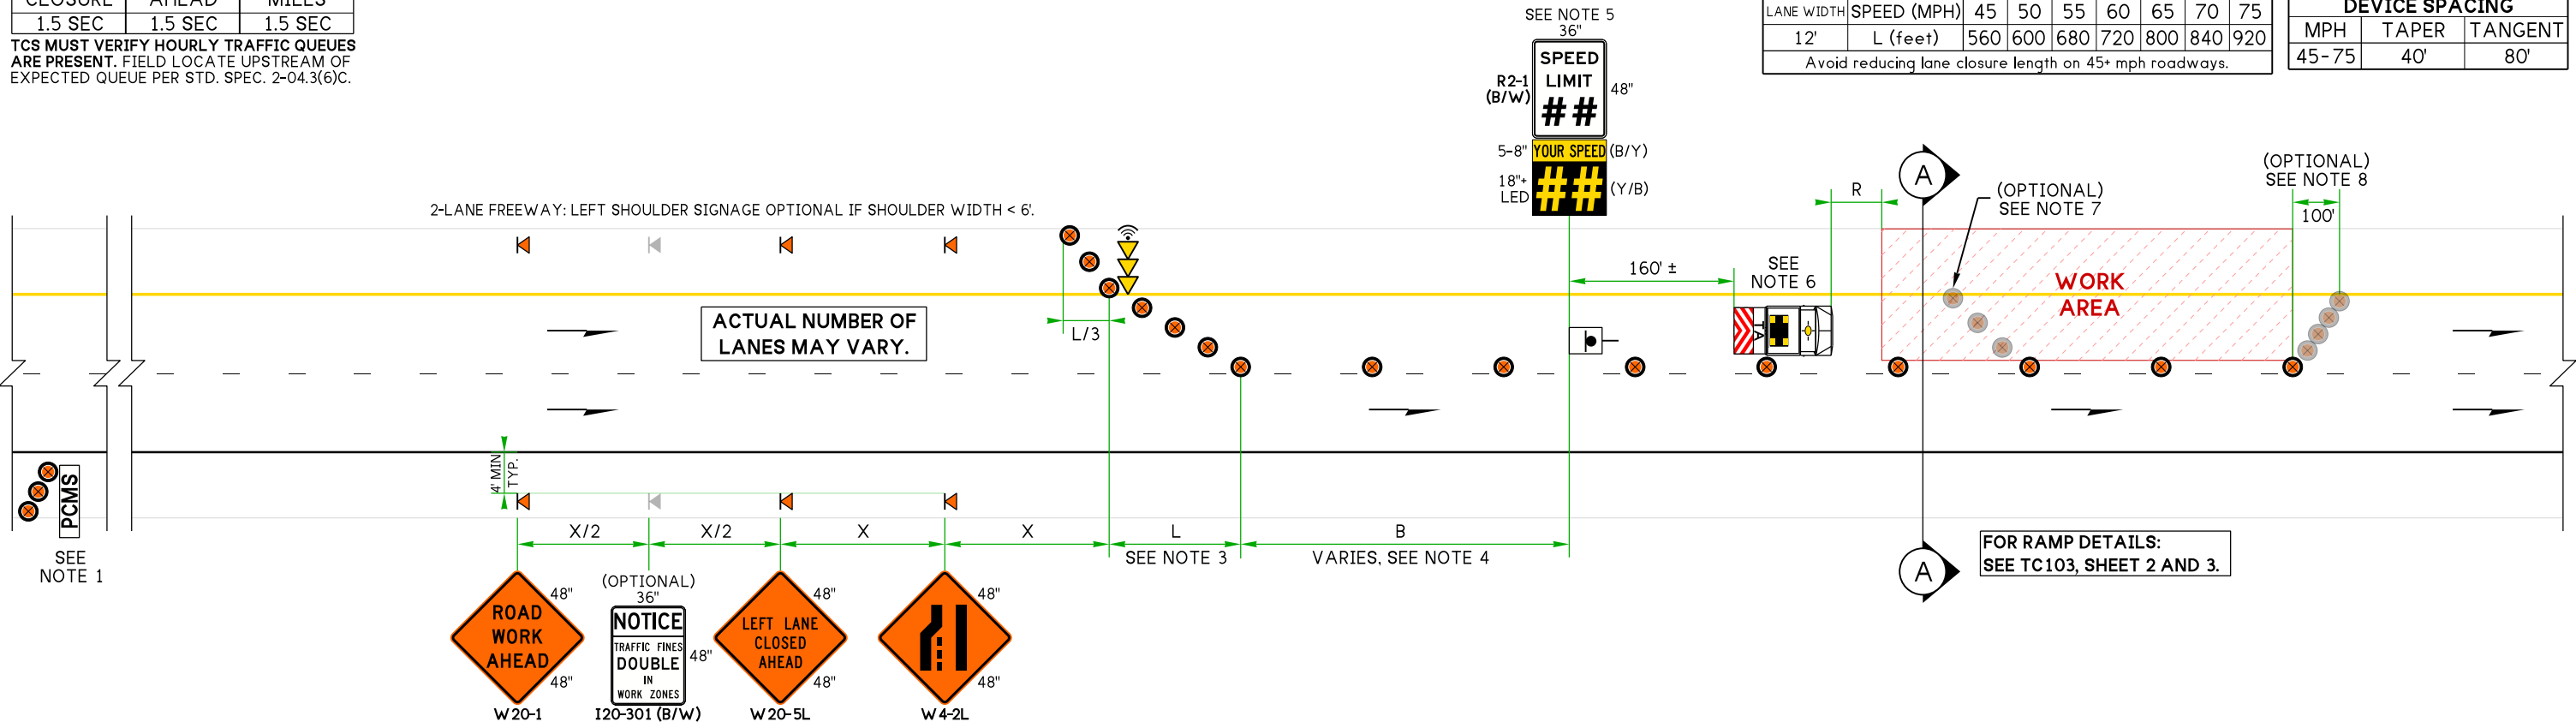 CLOSURE AHEAD MILES
1.5 SEC 1.5 SEC 1.5 SEC
TCS MUST VERIFY HOURLY TRAFFIC QUEUES
ARE PRESENT. FIELD LOCATE UPSTREAM OF
EXPECTED QUEUE PER STD. SPEC. 2-04.3(6)C.
SEE NOTE 5
36"
SPEED
LIMIT
##
R2-1
(B/W)
48"
5-8"
YOUR SPEED
(B/Y)
18"+
LED
##
(Y/B)
LANE WIDTH SPEED (MPH) 45 50 55 60 65 70 75
12' L (feet) 560 600 680 720 800 840 920
Avoid reducing lane closure length on 45+ mph roadways.
DEVICE SPACING
MPH TAPER TANGENT
45-75 40' 80'
2-LANE FREEWAY: LEFT SHOULDER SIGNAGE OPTIONAL IF SHOULDER WIDTH < 6'.
R
A
(OPTIONAL)
SEE NOTE 7
(OPTIONAL)
SEE NOTE 8
100'
ACTUAL NUMBER OF
LANES MAY VARY.
L/3
160' ±
SEE
NOTE 6
TA
WORK
AREA
PCMS
SEE
NOTE 1
4' MIN
TYP.
X/2
X/2
X
X
L
SEE NOTE 3
B
VARIES, SEE NOTE 4
A
FOR RAMP DETAILS:
SEE TC103, SHEET 2 AND 3.
ROAD
WORK
AHEAD
48"
48"
W20-1
(OPTIONAL)
36"
NOTICE
TRAFFIC FINES
DOUBLE
IN
WORK ZONES
48"
I20-301 (B/W)
LEFT LANE
CLOSED
AHEAD
48"
48"
W20-5L
48"
48"
W4-2L